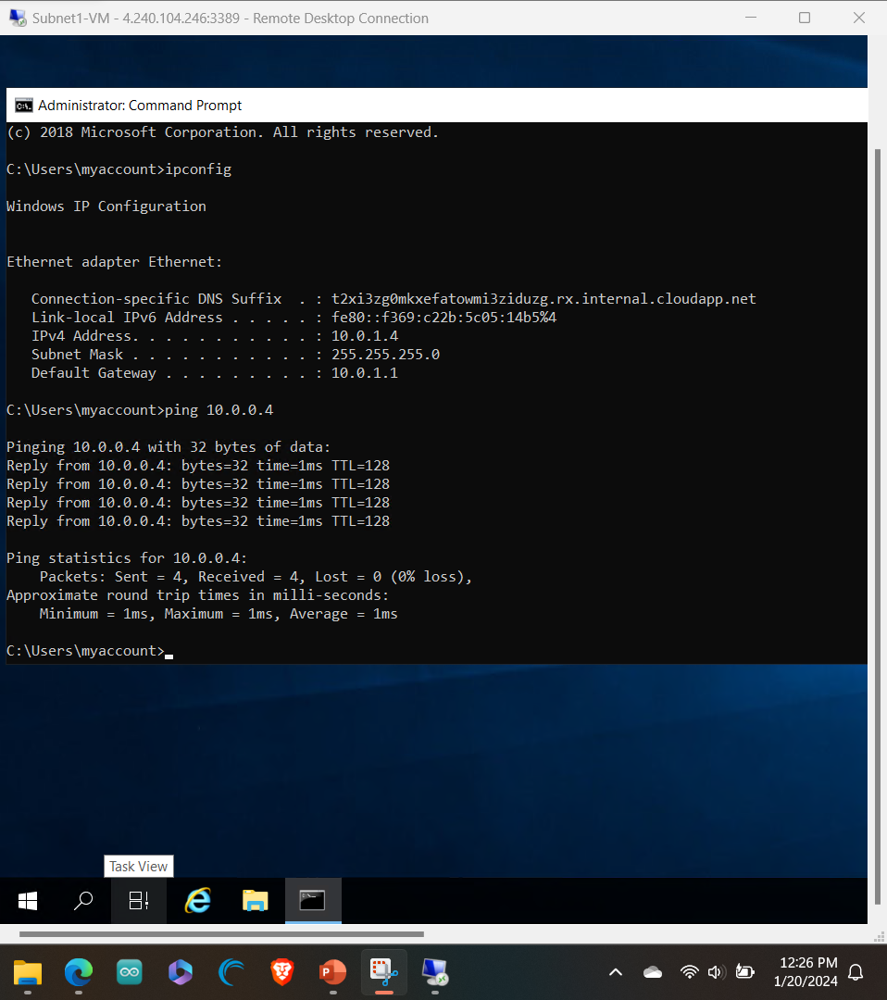 Subnet1-VM - 4.240.104.246:3389 - Remote Desktop Connection
Administrator: Command Prompt
(c) 2018 Microsoft Corporation. All rights reserved.
C:\Users\myaccount>ipconfig
Windows IP Configuration
Ethernet adapter Ethernet:
   Connection-specific DNS Suffix  . : t2xi3zg0mkxefatowmi3ziduzg.rx.internal.cloudapp.net
   Link-local IPv6 Address . . . . . : fe80::f369:c22b:5c05:14b5%4
   IPv4 Address. . . . . . . . . . . : 10.0.1.4
   Subnet Mask . . . . . . . . . . . : 255.255.255.0
   Default Gateway . . . . . . . . . : 10.0.1.1
C:\Users\myaccount>ping 10.0.0.4
Pinging 10.0.0.4 with 32 bytes of data:
Reply from 10.0.0.4: bytes=32 time=1ms TTL=128
Reply from 10.0.0.4: bytes=32 time=1ms TTL=128
Reply from 10.0.0.4: bytes=32 time=1ms TTL=128
Reply from 10.0.0.4: bytes=32 time=1ms TTL=128
Ping statistics for 10.0.0.4:
    Packets: Sent = 4, Received = 4, Lost = 0 (0% loss),
Approximate round trip times in milli-seconds:
    Minimum = 1ms, Maximum = 1ms, Average = 1ms
C:\Users\myaccount>
Task View
12:26 PM
1/20/2024